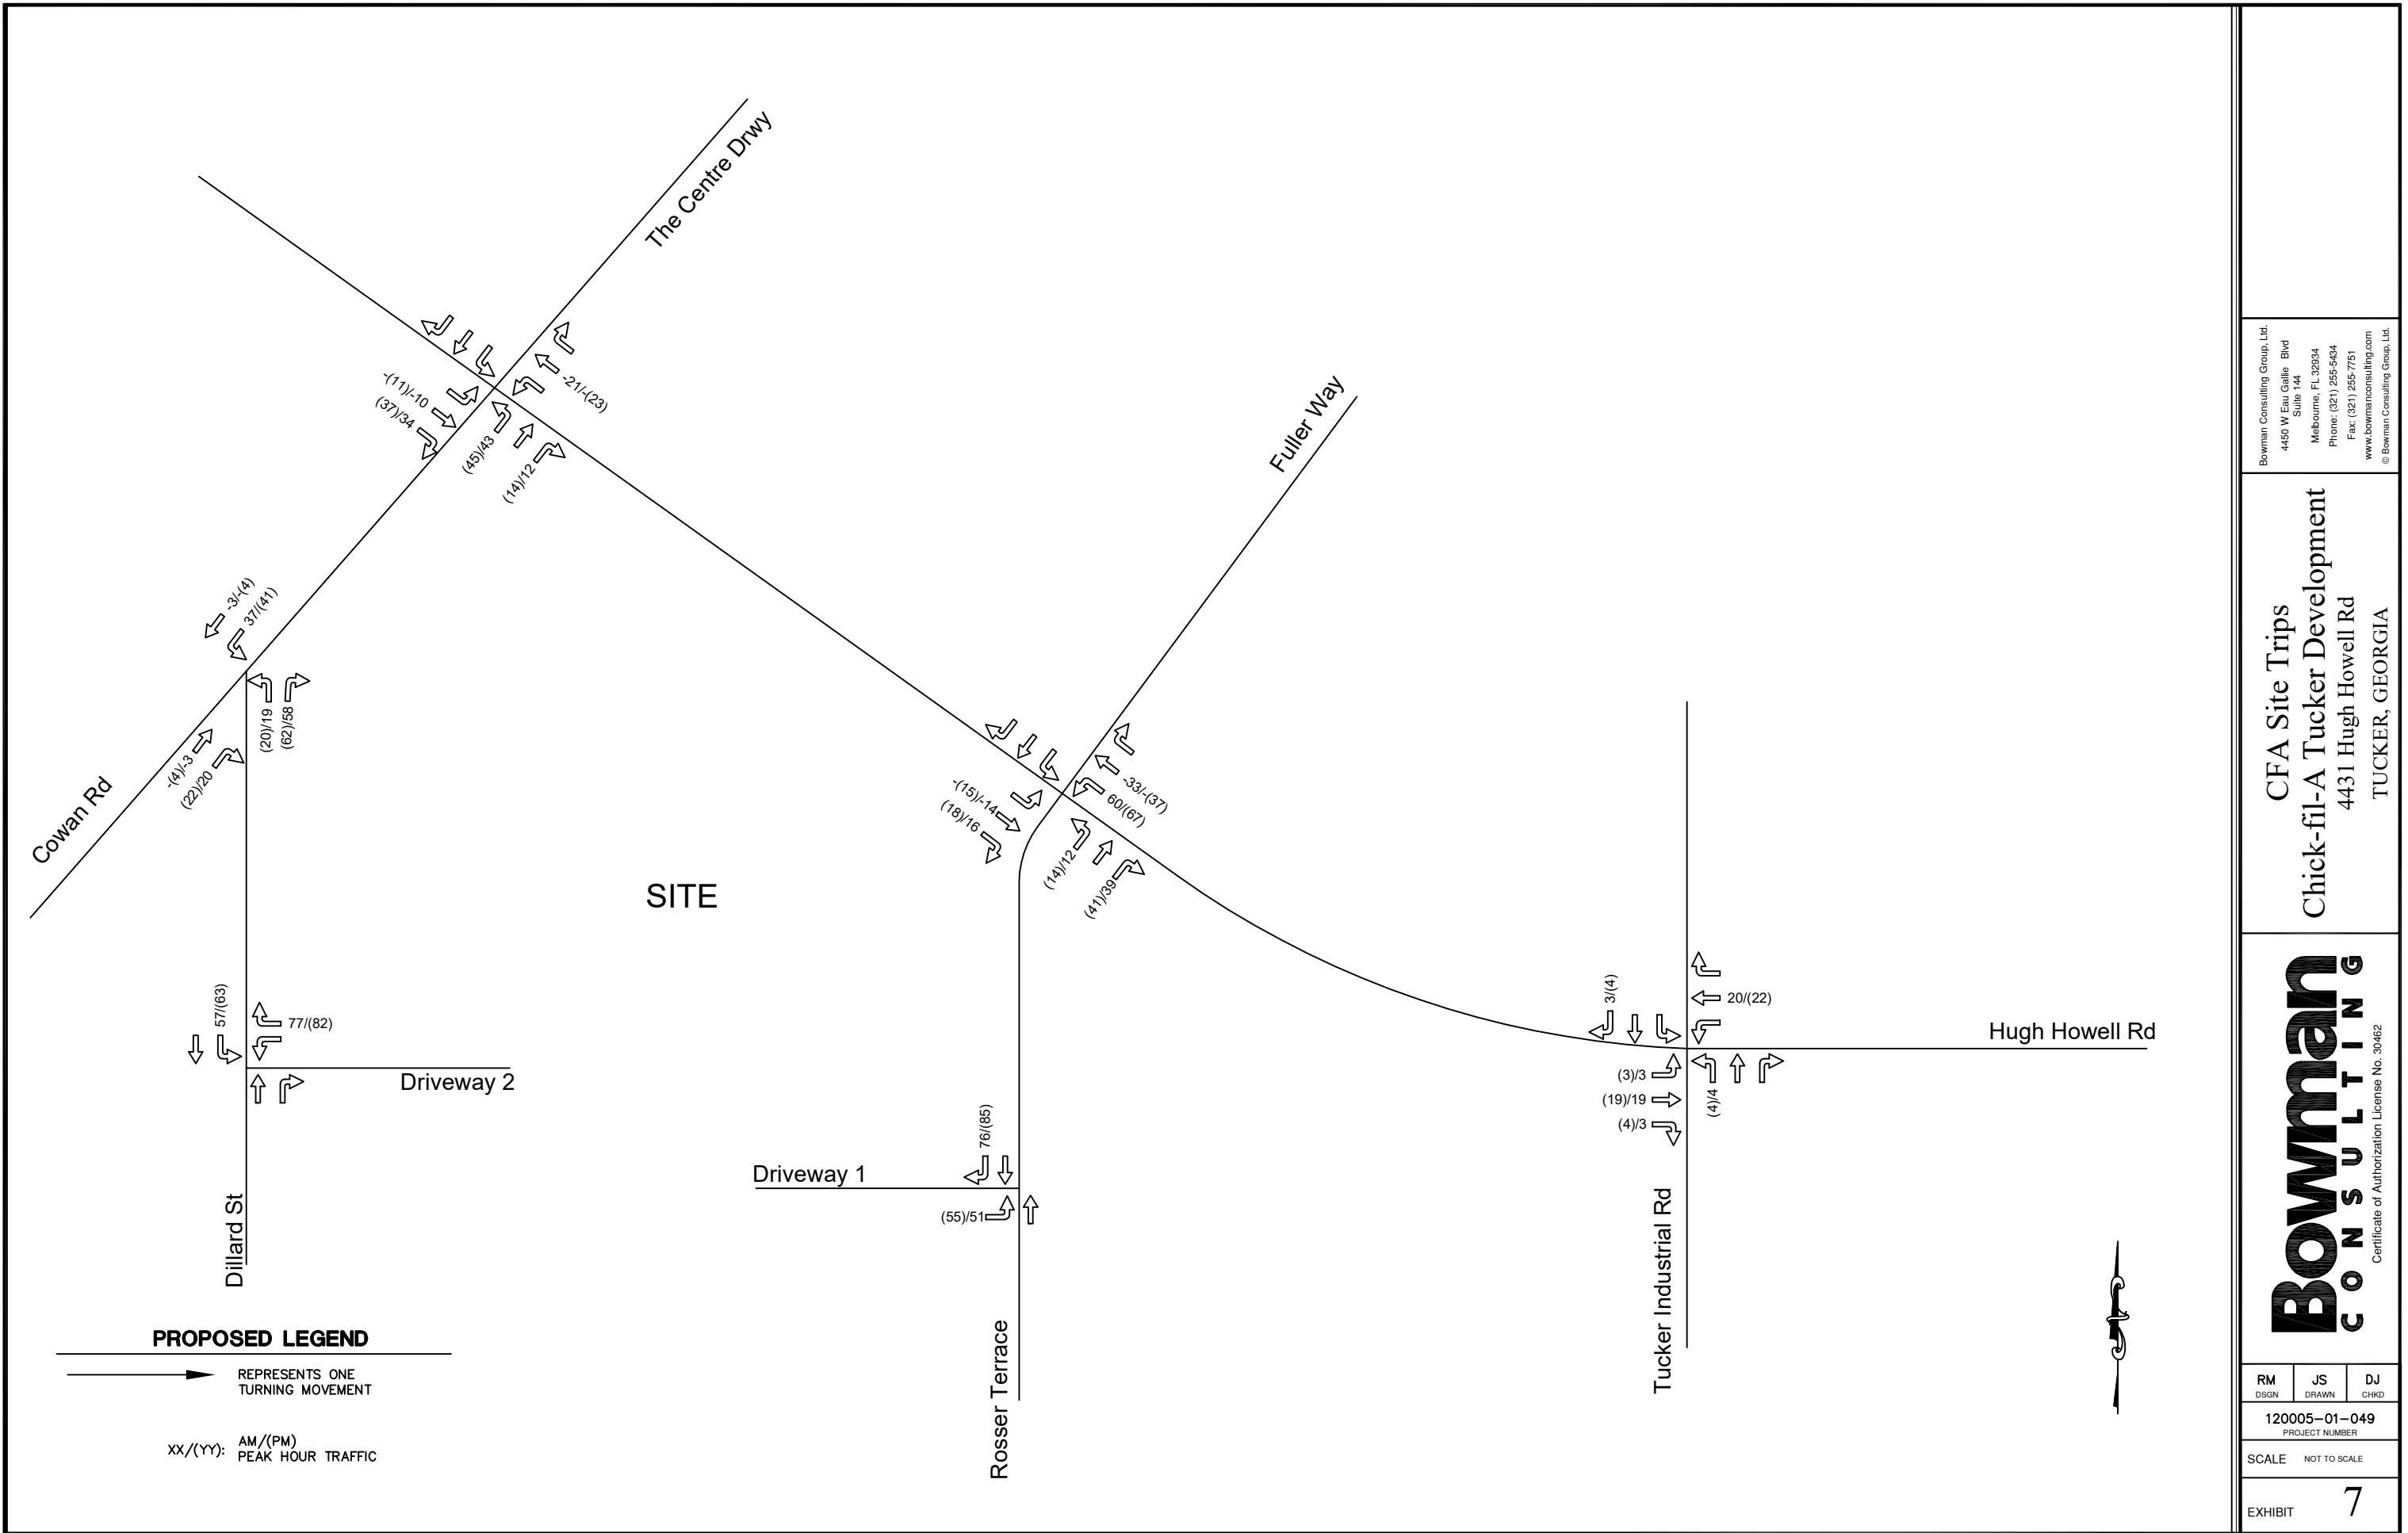 The Centre Drwy
-(11)/-10
(37)/34
-21/-(23)
(45)/43
(14)/12
Fuller Way
-3/-(4)
37/(41)
(20)/19
(62)/58
-(4)/-3
(22)/20
Cowan Rd
-(15)/-14
(18)/16
-33/-(37)
60/(67)
(14)/12
(41)/39
SITE
57/(63)
77/(82)
Driveway 2
Dillard St
3/(4)
20/(22)
Hugh Howell Rd
(3)/3
(19)/19
(4)/3
(4)/4
Tucker Industrial Rd
76/(85)
Driveway 1
(55)/51
Rosser Terrace
PROPOSED LEGEND
REPRESENTS ONE
TURNING MOVEMENT
XX/(YY): AM/(PM)
PEAK HOUR TRAFFIC
Bowman Consulting Group, Ltd.
4450 W Eau Gallie Blvd
Suite 144
Melbourne, FL 32934
Phone: (321) 255-5434
Fax: (321) 255-7751
www.bowmanconsulting.com
© Bowman Consulting Group, Ltd.
CFA Site Trips
Chick-fil-A Tucker Development
4431 Hugh Howell Rd
TUCKER, GEORGIA
Bowman
CONSULTING
Certificate of Authorization License No. 30462
RM JS DJ
DSGN DRAWN CHKD
120005-01-049
PROJECT NUMBER
SCALE NOT TO SCALE
EXHIBIT 7